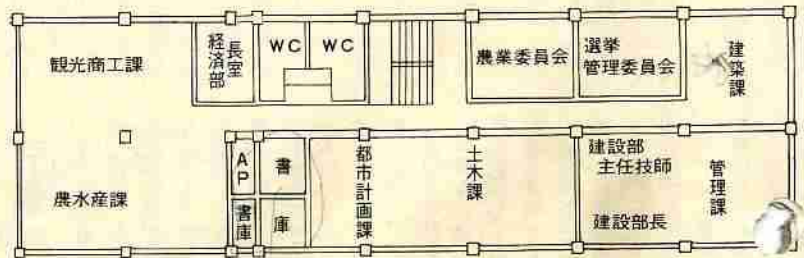 観光商工課
経済部
長室
WC
WC
農業委員会
選挙
管理委員会
建築課
農水産課
AP
書庫
書
庫
都市計画課
土木課
建設部
主任技師
建設部長
管理課